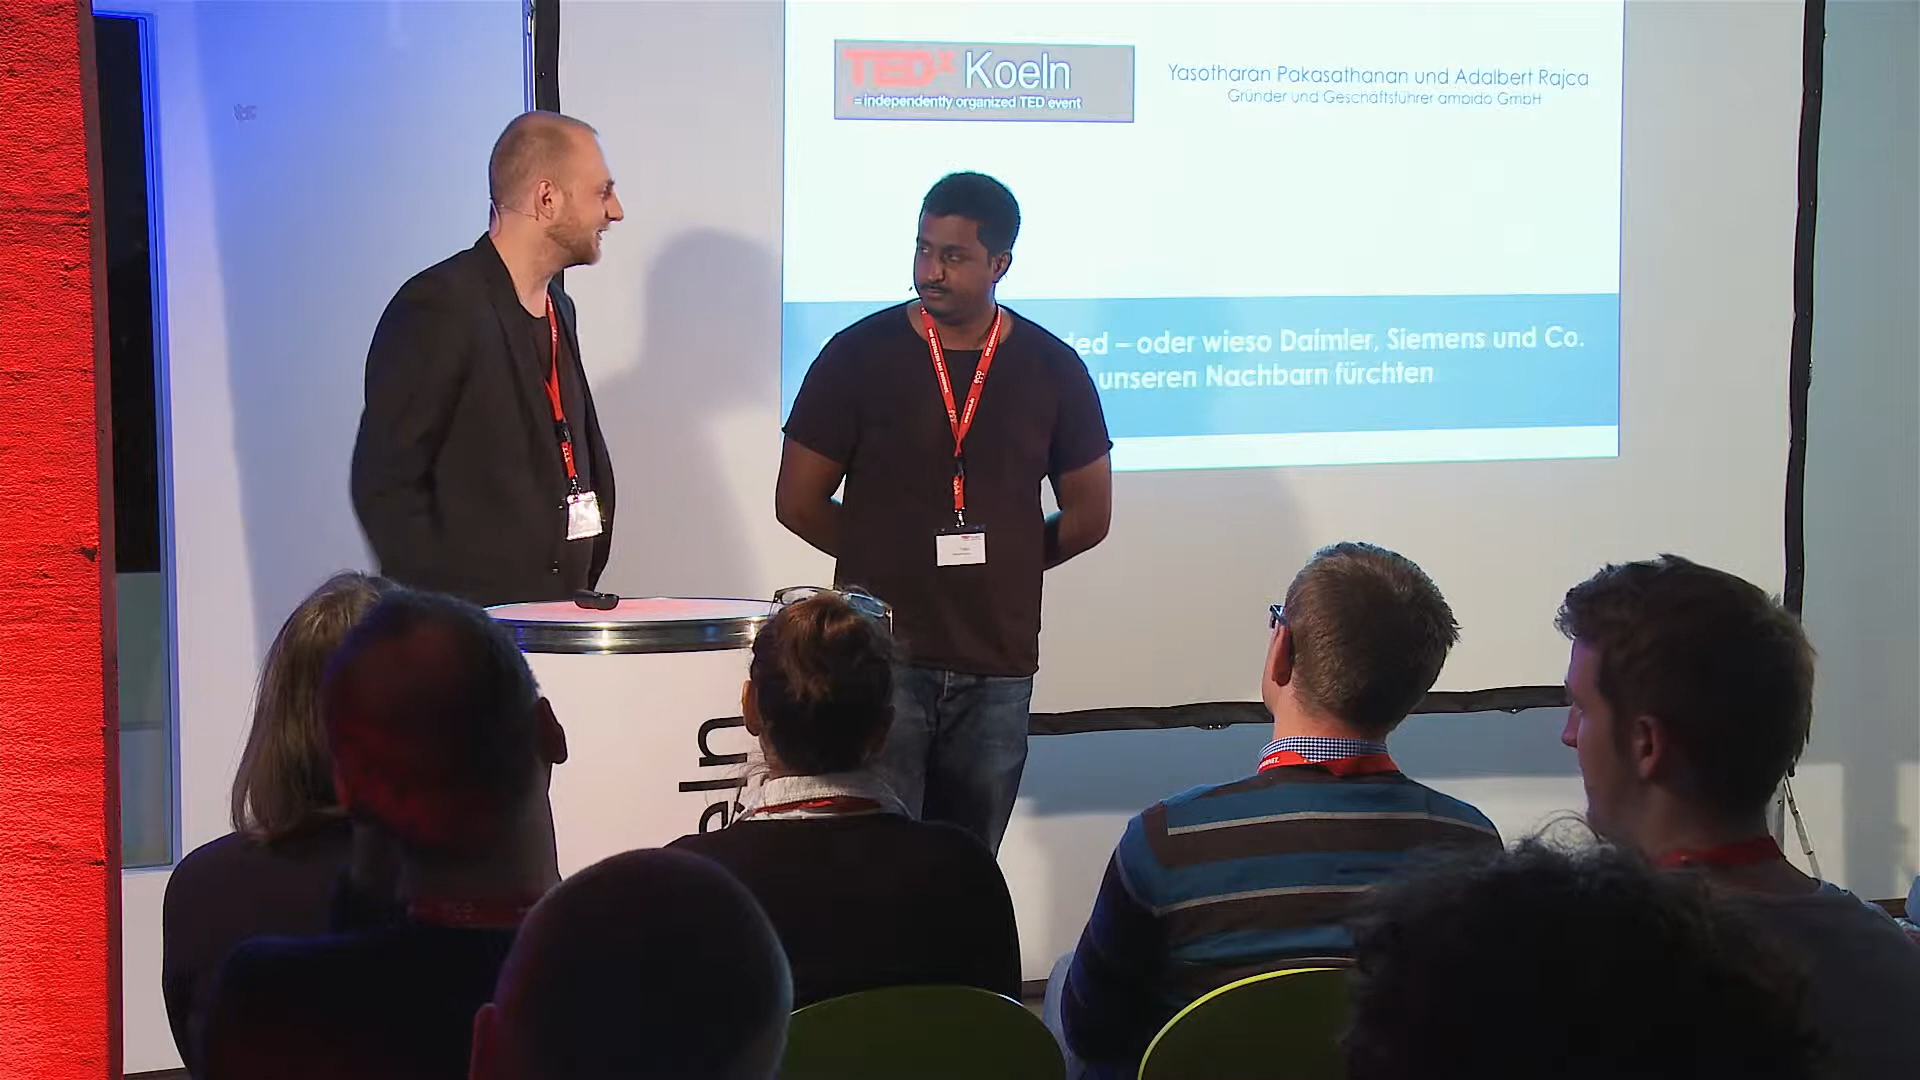 TEDx Koeln
x = independently organized TED event
Yasotharan Pakasathanan und Adalbert Rajca
Gründer und Geschäftsführer ampido GmbH
ded – oder wieso Daimler, Siemens und Co.
unseren Nachbarn fürchten
eln